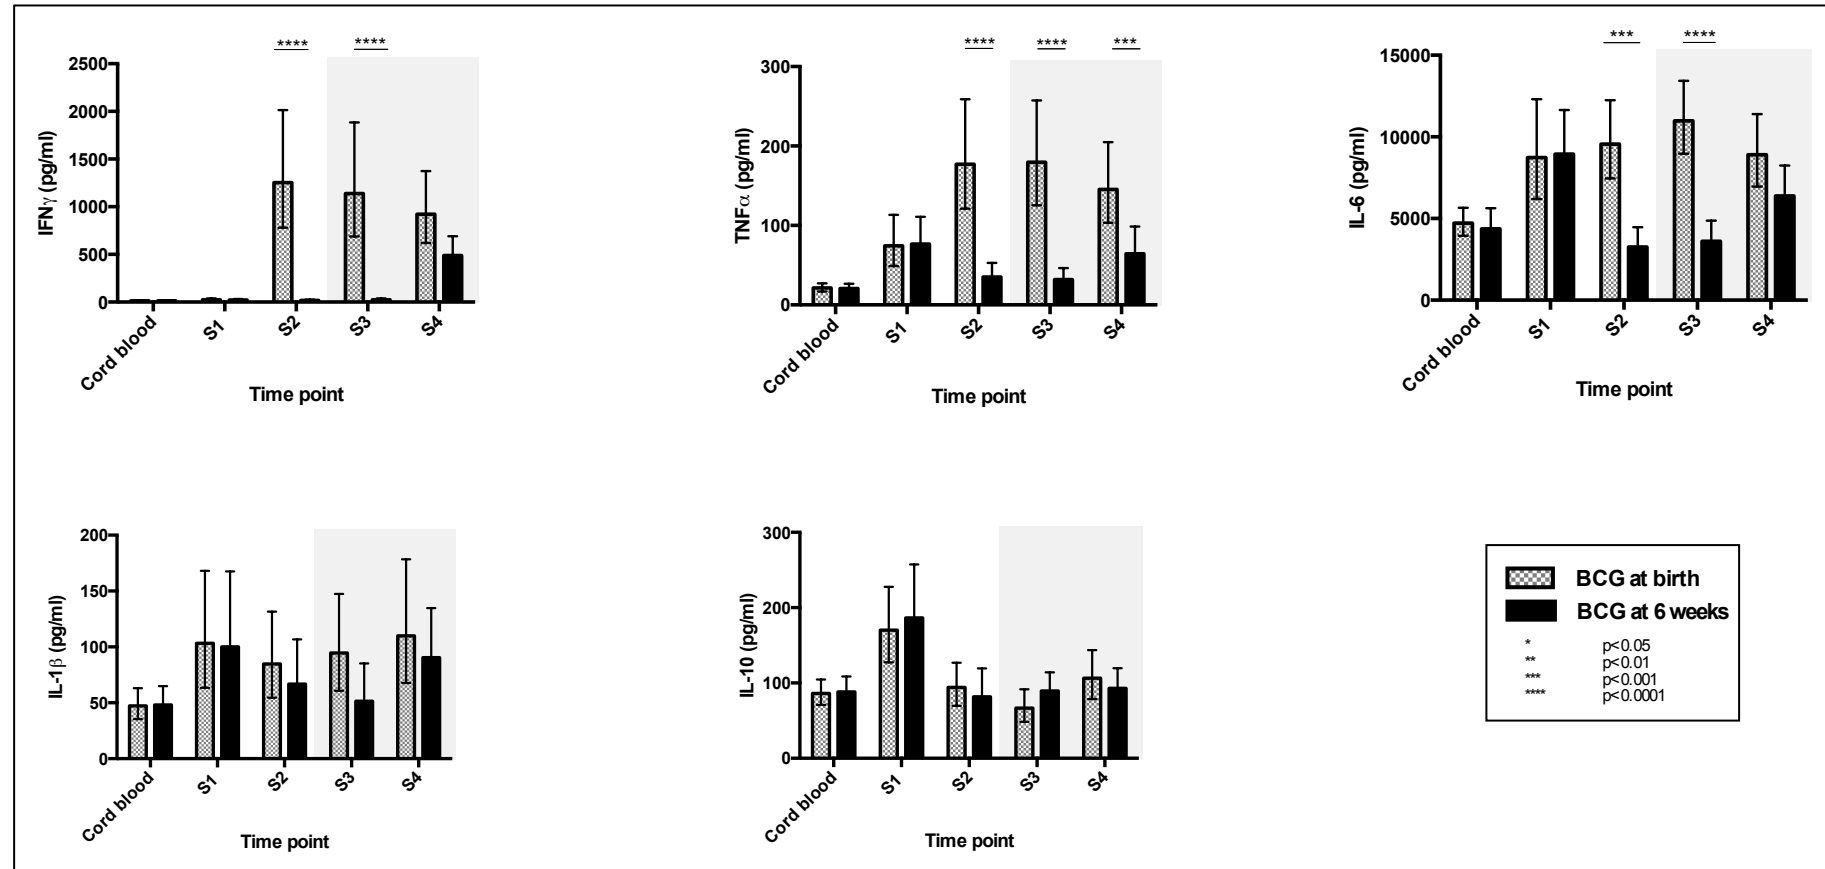 **** ****
IFNγ (pg/ml)
2500
2000
1500
1000
500
0
Cord blood S1 S2 S3 S4
Time point
**** **** ***
TNFα (pg/ml)
300
200
100
0
Cord blood S1 S2 S3 S4
Time point
*** ****
IL-6 (pg/ml)
15000
10000
5000
0
Cord blood S1 S2 S3 S4
Time point
IL-1β (pg/ml)
200
150
100
50
0
Cord blood S1 S2 S3 S4
Time point
IL-10 (pg/ml)
300
200
100
0
Cord blood S1 S2 S3 S4
Time point
BCG at birth
BCG at 6 weeks
* p<0.05
** p<0.01
*** p<0.001
**** p<0.0001